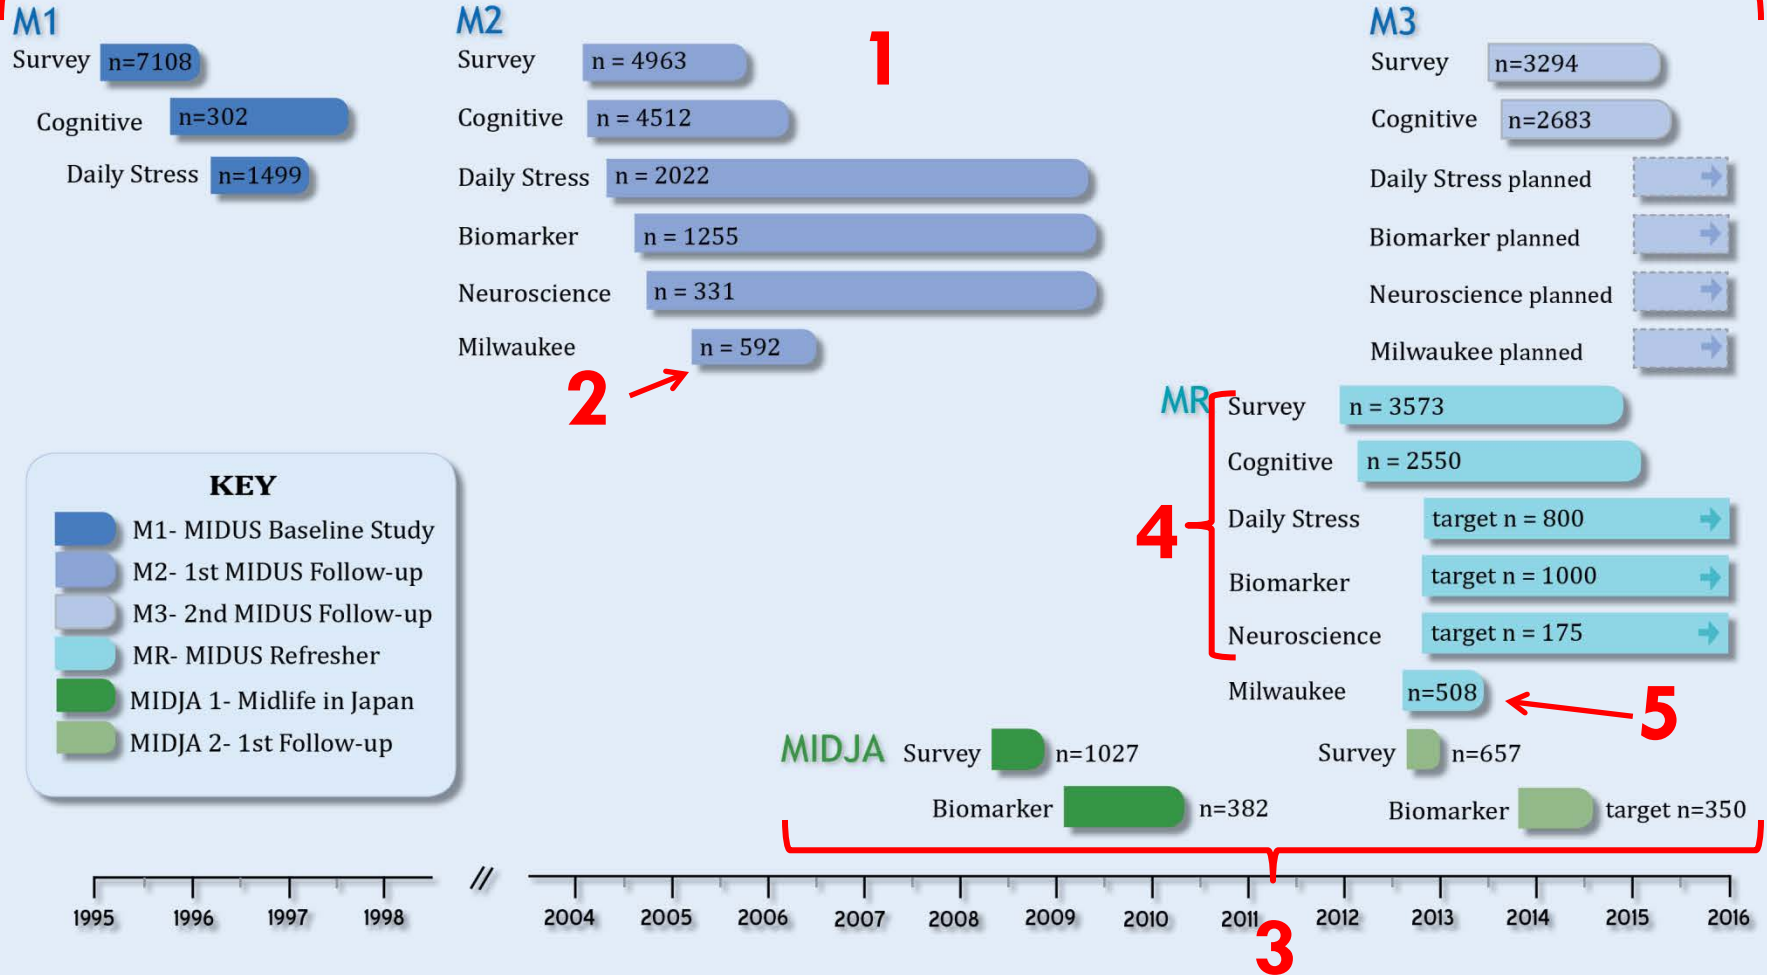 M1
Survey n=7108
Cognitive n=302
Daily Stress n=1499
M2
1
Survey n = 4963
Cognitive n = 4512
Daily Stress n = 2022
Biomarker n = 1255
Neuroscience n = 331
Milwaukee n = 592
2
M3
Survey n=3294
Cognitive n=2683
Daily Stress planned
Biomarker planned
Neuroscience planned
Milwaukee planned
MR
Survey n = 3573
Cognitive n = 2550
4
Daily Stress target n = 800
Biomarker target n = 1000
Neuroscience target n = 175
Milwaukee n=508
5
KEY
M1- MIDUS Baseline Study
M2- 1st MIDUS Follow-up
M3- 2nd MIDUS Follow-up
MR- MIDUS Refresher
MIDJA 1- Midlife in Japan
MIDJA 2- 1st Follow-up
MIDJA Survey n=1027 Survey n=657
Biomarker n=382 Biomarker target n=350
1995 1996 1997 1998 // 2004 2005 2006 2007 2008 2009 2010 2011 2012 2013 2014 2015 2016
3